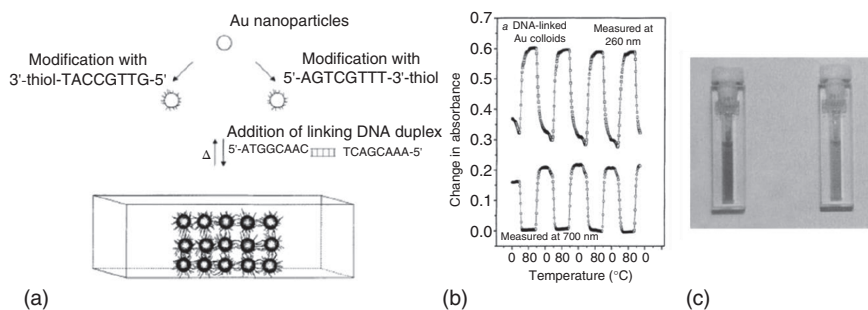 Au nanoparticles
Modification with
3'-thiol-TACCGTTG-5'
Modification with
5'-AGTCGTTT-3'-thiol
Addition of linking DNA duplex
5'-ATGGCAAC
TCAGCAAA-5'
Δ
(a)
a DNA-linked
Au colloids
Measured at
260 nm
Change in absorbance
0.7
0.6
0.5
0.4
0.3
0.2
0.1
0.0
Measured at 700 nm
0 80 0 80 0 80 0 80 0
Temperature (°C)
(b)
(c)